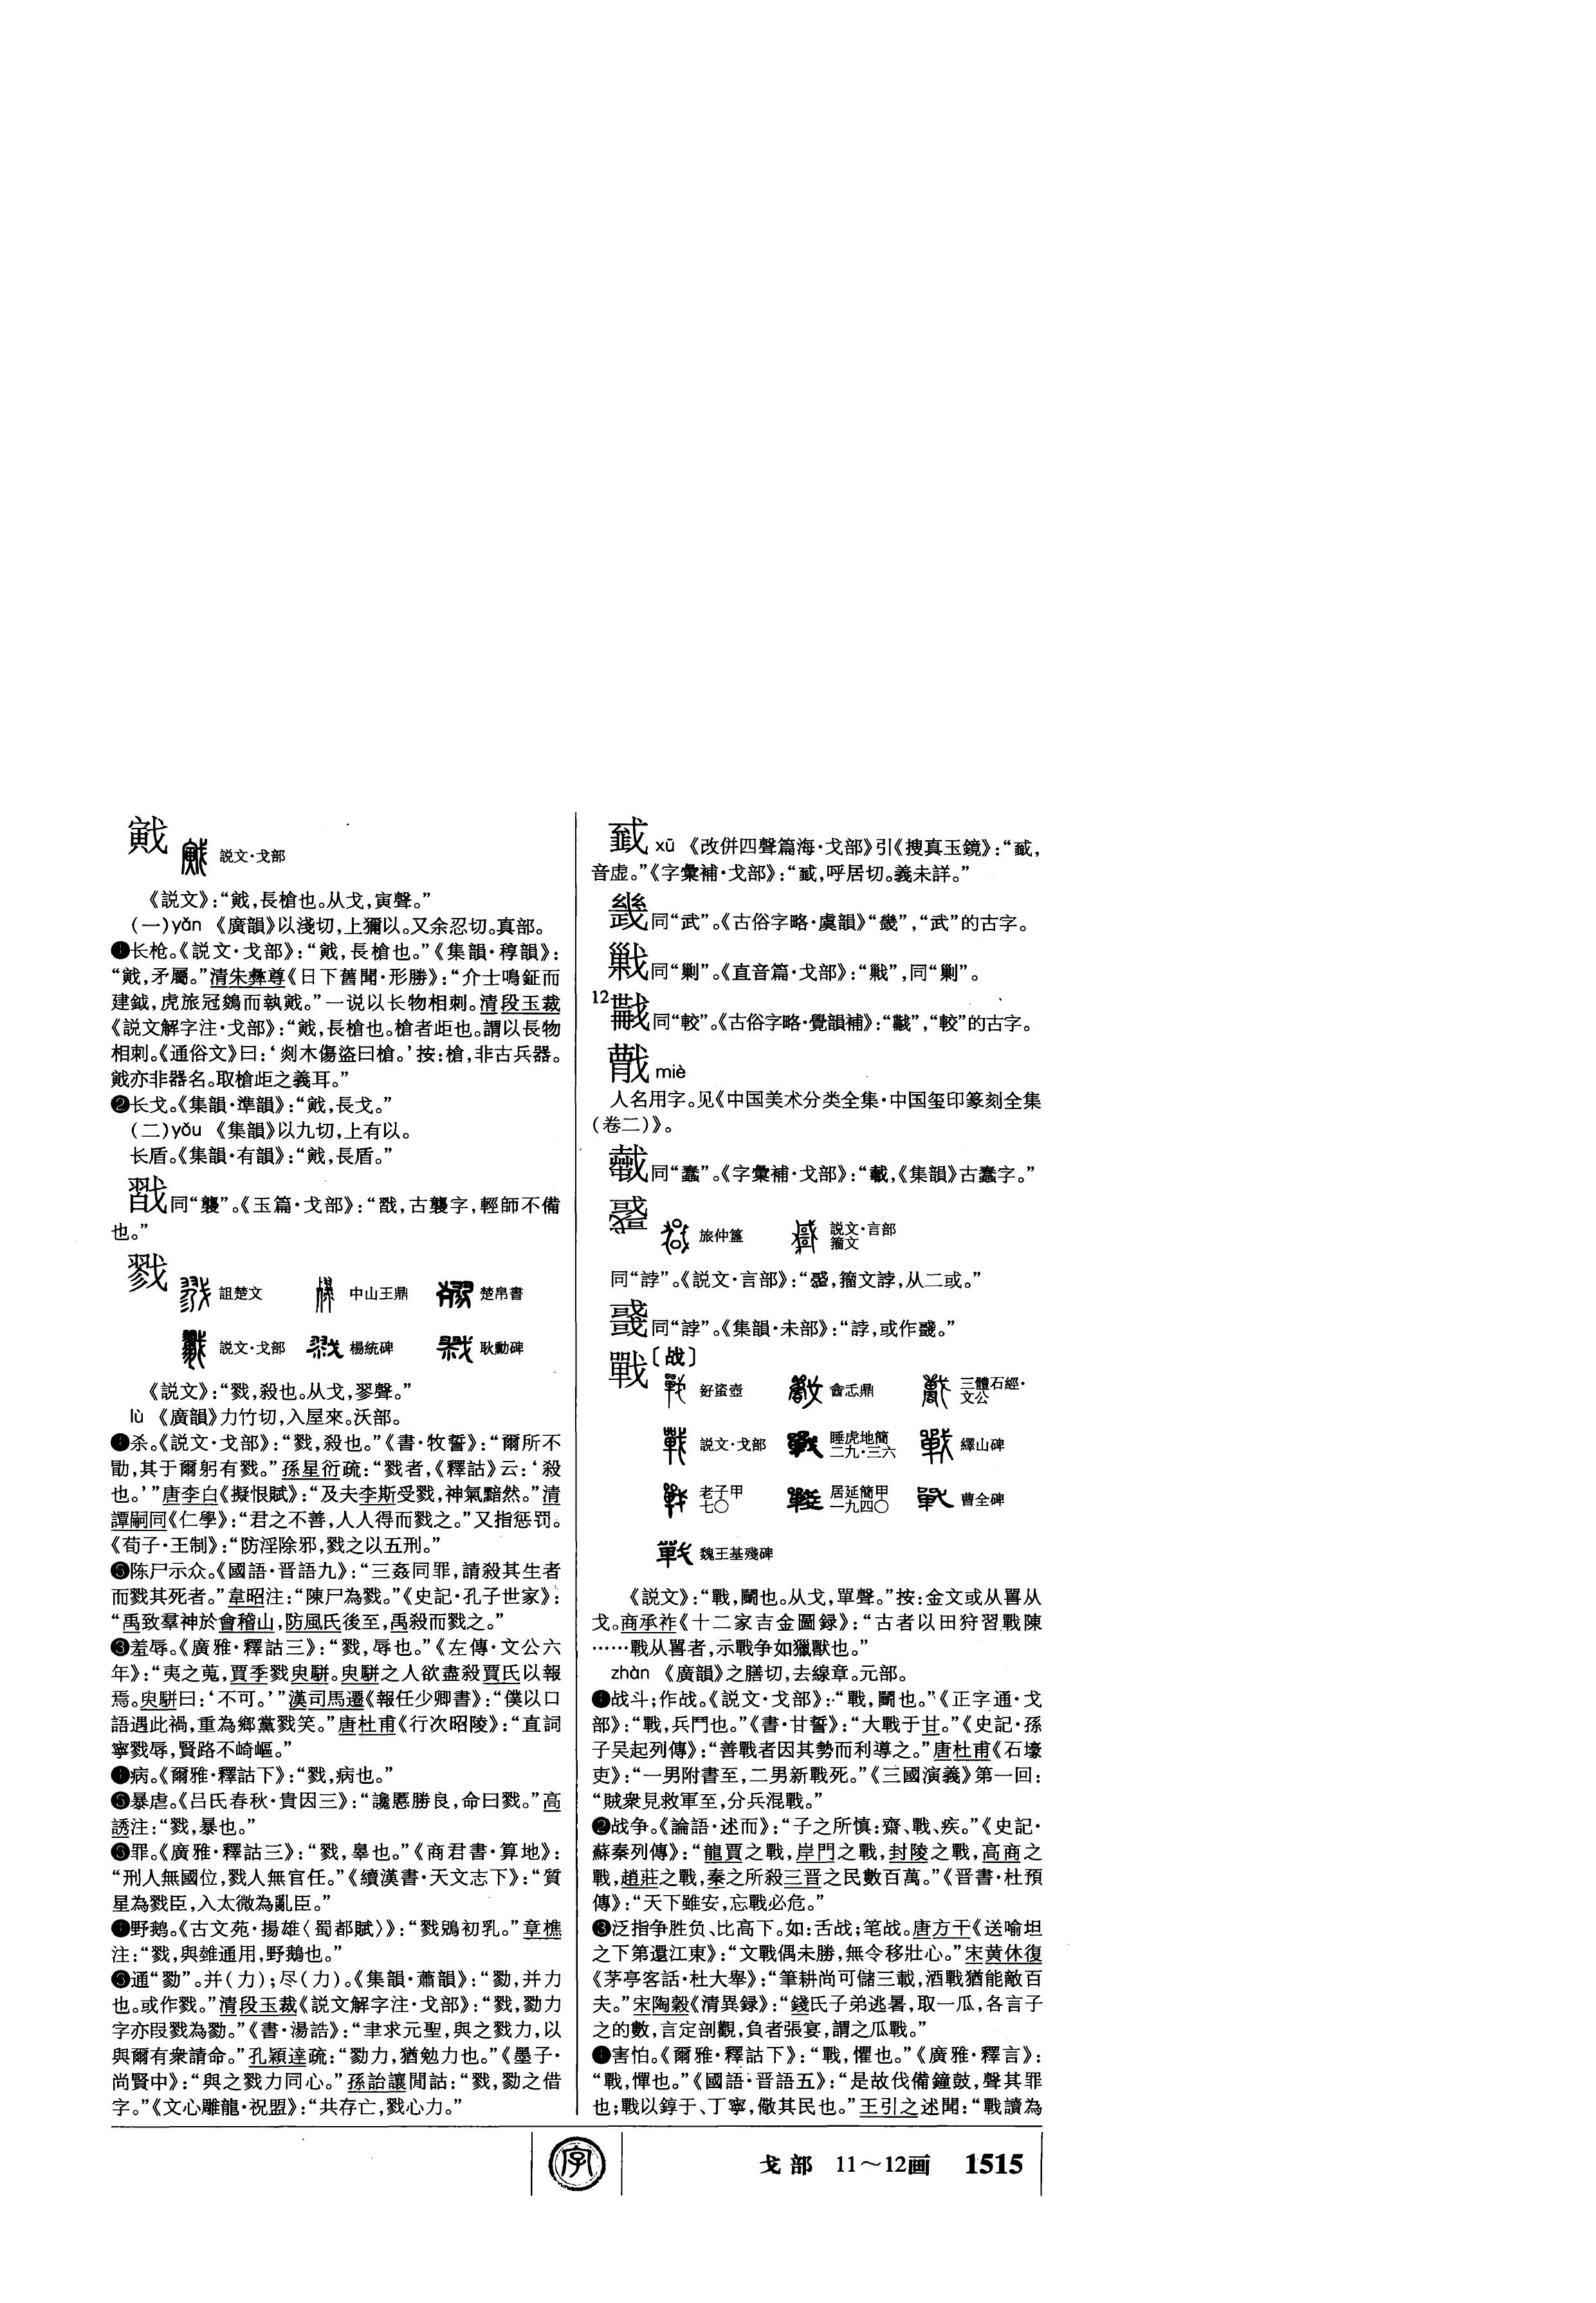 戭
説文·戈部
《説文》：“戭，長槍也。从戈，寅聲。”
(一)yǎn 《廣韻》以淺切，上獮以。又余忍切。真部。
❶长枪。《説文·戈部》：“戭，長槍也。”《集韻·稕韻》：
“戭，矛屬。”清朱彝尊《日下舊聞·形勝》：“介士鳴鉦而
建鉞，虎旅冠鷄而執戭。”一说以长物相刺。清段玉裁
《説文解字注·戈部》：“戭，長槍也。槍者歫也。謂以長物
相刺。《通俗文》曰：‘剡木傷盜曰槍。’按：槍，非古兵器。
戭亦非器名。取槍歫之義耳。”
❷长戈。《集韻·準韻》：“戭，長戈。”
(二)yǒu 《集韻》以九切，上有以。
长盾。《集韻·有韻》：“戭，長盾。”
戳同“襲”。《玉篇·戈部》：“，古襲字，輕師不備
也。”
戮
詛楚文 中山王鼎 楚帛書
説文·戈部 楊統碑 耿勳碑
《説文》：“戮，殺也。从戈，翏聲。”
lù 《廣韻》力竹切，入屋來。沃部。
❶杀。《説文·戈部》：“戮，殺也。”《書·牧誓》：“爾所不
勖，其于爾躬有戮。”孫星衍疏：“戮者，《釋詁》云：‘殺
也。’”唐李白《擬恨賦》：“及夫李斯受戮，神氣黯然。”清
譚嗣同《仁學》：“君之不善，人人得而戮之。”又指惩罚。
《荀子·王制》：“防淫除邪，戮之以五刑。”
❷陈尸示众。《國語·晋語九》：“三姦同罪，請殺其生者
而戮其死者。”韋昭注：“陳尸為戮。”《史記·孔子世家》：
“禹致羣神於會稽山，防風氏後至，禹殺而戮之。”
❸羞辱。《廣雅·釋詁三》：“戮，辱也。”《左傳·文公六
年》：“夷之蒐，賈季戮臾駢。臾駢之人欲盡殺賈氏以報
焉。臾駢曰：‘不可。’”漢司馬遷《報任少卿書》：“僕以口
語遇此禍，重為鄉黨戮笑。”唐杜甫《行次昭陵》：“直詞
寧戮辱，賢路不崎嶇。”
❹病。《爾雅·釋詁下》：“戮，病也。”
❺暴虐。《吕氏春秋·貴因三》：“讒慝勝良，命曰戮。”高
誘注：“戮，暴也。”
❻罪。《廣雅·釋詁三》：“戮，辠也。”《商君書·算地》：
“刑人無國位，戮人無官任。”《續漢書·天文志下》：“質
星為戮臣，入太微為亂臣。”
❼野鹅。《古文苑·揚雄〈蜀都賦〉》：“戮鶂初乳。”章樵
注：“戮，與雡通用，野鵝也。”
❽通“勠”。并(力)；尽(力)。《集韻·蕭韻》：“勠，并力
也。或作戮。”清段玉裁《説文解字注·戈部》：“戮，勠力
字亦叚戮為勠。”《書·湯誥》：“聿求元聖，與之戮力，以
與爾有衆請命。”孔穎達疏：“勠力，猶勉力也。”《墨子·
尚賢中》：“與之戮力同心。”孫詒讓閒詁：“戮，勠之借
字。”《文心雕龍·祝盟》：“共存亡，戮心力。”
xū 《改併四聲篇海·戈部》引《搜真玉鏡》：“，
音虚。”《字彙補·戈部》：“，呼居切。義未詳。”
同“武”。《古俗字略·虞韻》“”，“武”的古字。
同“剿”。《直音篇·戈部》：“”，同“剿”。
12
同“較”。《古俗字略·覺韻補》：“”，“較”的古字。
miè
人名用字。见《中国美术分类全集·中国玺印篆刻全集
(卷二)》。
同“蠢”。《字彙補·戈部》：“，《集韻》古蠢字。”
旅仲簠 説文·言部 籀文
同“誖”。《説文·言部》：“，籀文誖，从二或。”
同“誖”。《集韻·未部》：“誖，或作。”
戰〔战〕
好盗壺 酓忎鼎 三體石經·文公
説文·戈部 睡虎地簡二九·三六 繹山碑
老子甲七〇 居延簡甲一九四〇 曹全碑
魏王基殘碑
《説文》：“戰，鬭也。从戈，單聲。”按：金文或从嘼从
戈。商承祚《十二家吉金圖録》：“古者以田狩習戰陳
……戰从嘼者，示戰争如獵獸也。”
zhàn 《廣韻》之膳切，去線章。元部。
❶战斗；作战。《説文·戈部》：“戰，鬭也。”《正字通·戈
部》：“戰，兵鬥也。”《書·甘誓》：“大戰于甘。”《史記·孫
子吴起列傳》：“善戰者因其勢而利導之。”唐杜甫《石壕
吏》：“一男附書至，二男新戰死。”《三國演義》第一回：
“賊衆見救軍至，分兵混戰。”
❷战争。《論語·述而》：“子之所慎：齋、戰、疾。”《史記·
蘇秦列傳》：“龍賈之戰，岸門之戰，封陵之戰，高商之
戰，趙莊之戰，秦之所殺三晋之民數百萬。”《晋書·杜預
傳》：“天下雖安，忘戰必危。”
❸泛指争胜负、比高下。如：舌战；笔战。唐方干《送喻坦
之下第還江東》：“文戰偶未勝，無令移壯心。”宋黄休復
《茅亭客話·杜大舉》：“筆耕尚可儲三載，酒戰猶能敵百
夫。”宋陶穀《清異録》：“錢氏子弟逃暑，取一瓜，各言子
之的數，言定剖觀，負者張宴，謂之瓜戰。”
❹害怕。《爾雅·釋詁下》：“戰，懼也。”《廣雅·釋言》：
“戰，憚也。”《國語·晋語五》：“是故伐備鐘鼓，聲其罪
也；戰以錞于、丁寧，儆其民也。”王引之述聞：“戰讀為
字
戈部 11～12画 1515